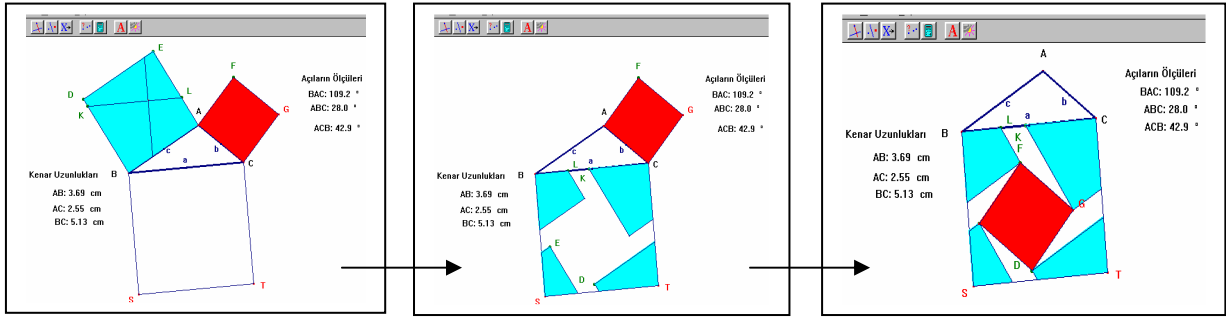 X+ A
E
D
K
L
A
F
G
c
b
a
B
C
S
T
Açıların Ölçüleri
BAC: 109.2 °
ABC: 28.0 °
ACB: 42.9 °
Kenar Uzunlukları
AB: 3.69 cm
AC: 2.55 cm
BC: 5.13 cm
X+ A
F
A
G
c
b
L
a
K
B
C
E
D
S
T
Açıların Ölçüleri
BAC: 109.2 °
ABC: 28.0 °
ACB: 42.9 °
Kenar Uzunlukları
AB: 3.69 cm
AC: 2.55 cm
BC: 5.13 cm
X+ A
A
c
b
B
L
a
C
K
F
G
D
S
T
Açıların Ölçüleri
BAC: 109.2 °
ABC: 28.0 °
ACB: 42.9 °
Kenar Uzunlukları
AB: 3.69 cm
AC: 2.55 cm
BC: 5.13 cm